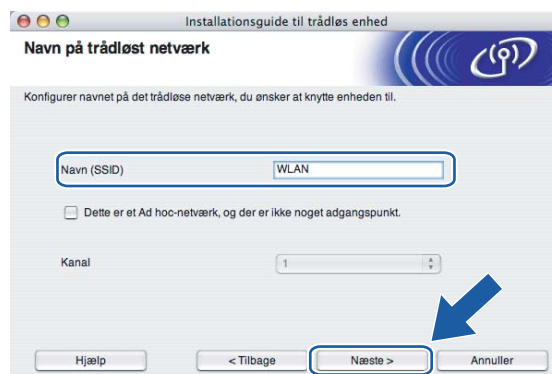 Installationsguide til trådløs enhed
Navn på trådløst netværk
Konfigurer navnet på det trådløse netværk, du ønsker at knytte enheden til.
Navn (SSID) WLAN
Dette er et Ad hoc-netværk, og der er ikke noget adgangspunkt.
Kanal 1
Hjælp < Tilbage Næste > Annuller